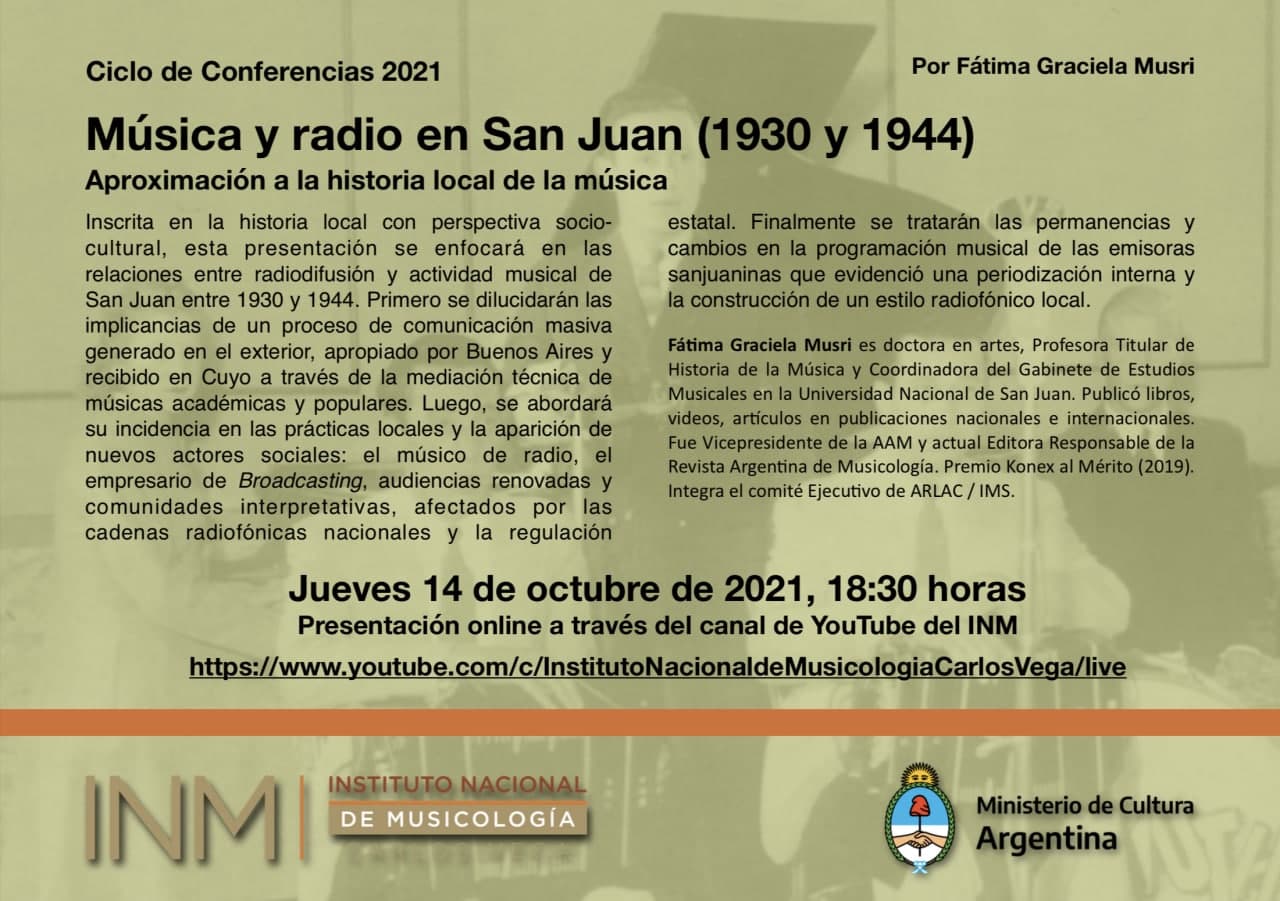 Ciclo de Conferencias 2021
Por Fátima Graciela Musri
Música y radio en San Juan (1930 y 1944)
Aproximación a la historia local de la música
Inscrita en la historia local con perspectiva socio-
cultural, esta presentación se enfocará en las
relaciones entre radiodifusión y actividad musical de
San Juan entre 1930 y 1944. Primero se dilucidarán las
implicancias de un proceso de comunicación masiva
generado en el exterior, apropiado por Buenos Aires y
recibido en Cuyo a través de la mediación técnica de
músicas académicas y populares. Luego, se abordará
su incidencia en las prácticas locales y la aparición de
nuevos actores sociales: el músico de radio, el
empresario de Broadcasting, audiencias renovadas y
comunidades interpretativas, afectados por las
cadenas radiofónicas nacionales y la regulación
estatal. Finalmente se tratarán las permanencias y
cambios en la programación musical de las emisoras
sanjuaninas que evidenció una periodización interna y
la construcción de un estilo radiofónico local.
Fátima Graciela Musri es doctora en artes, Profesora Titular de
Historia de la Música y Coordinadora del Gabinete de Estudios
Musicales en la Universidad Nacional de San Juan. Publicó libros,
videos, artículos en publicaciones nacionales e internacionales.
Fue Vicepresidente de la AAM y actual Editora Responsable de la
Revista Argentina de Musicología. Premio Konex al Mérito (2019).
Integra el comité Ejecutivo de ARLAC / IMS.
Jueves 14 de octubre de 2021, 18:30 horas
Presentación online a través del canal de YouTube del INM
https://www.youtube.com/c/InstitutoNacionaldeMusicologiaCarlosVega/live
INM
INSTITUTO NACIONAL
DE MUSICOLOGÍA
Ministerio de Cultura
Argentina